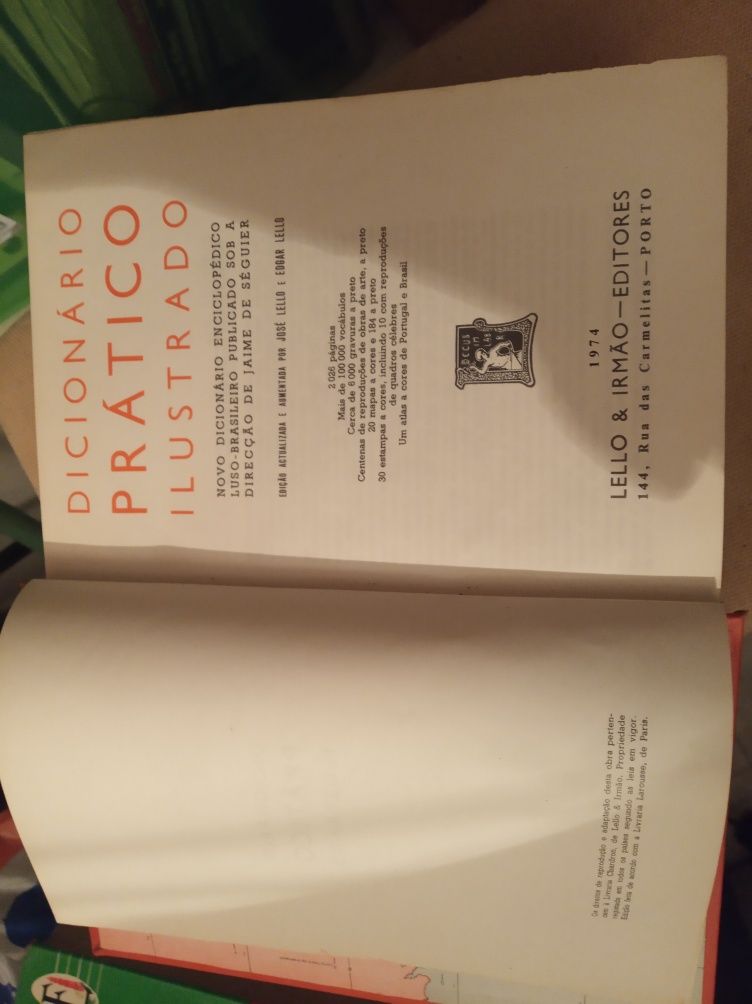 DICIONÁRIO
PRÁTICO
ILUSTRADO
NOVO DICIONÁRIO ENCICLOPÉDICO
LUSO-BRASILEIRO PUBLICADO SOB A
DIRECÇÃO DE JAIME DE SÉGUIER
EDIÇÃO ACTUALIZADA E AUMENTADA POR JOSÉ LELLO E EDGAR LELLO
2 026 páginas
Mais de 100 000 vocábulos
Cerca de 6 000 gravuras a preto
Centenas de reproduções de obras de arte, a preto
20 mapas a cores e 184 a preto
30 estampas a cores, incluindo 10 com reproduções
de quadros célebres
Um atlas a cores de Portugal e Brasil
DECUS
IN
LAB
OR
1974
LELLO & IRMÃO—EDITORES
144, Rua das Carmelitas—PORTO
Os direitos de reprodução e adaptação desta obra perten-
cem à Livraria Chardron, de Lello & Irmão. Propriedade
registada em todos os países segundo as leis em vigor.
Edição feita de acordo com a Livraria Larousse, de Paris.